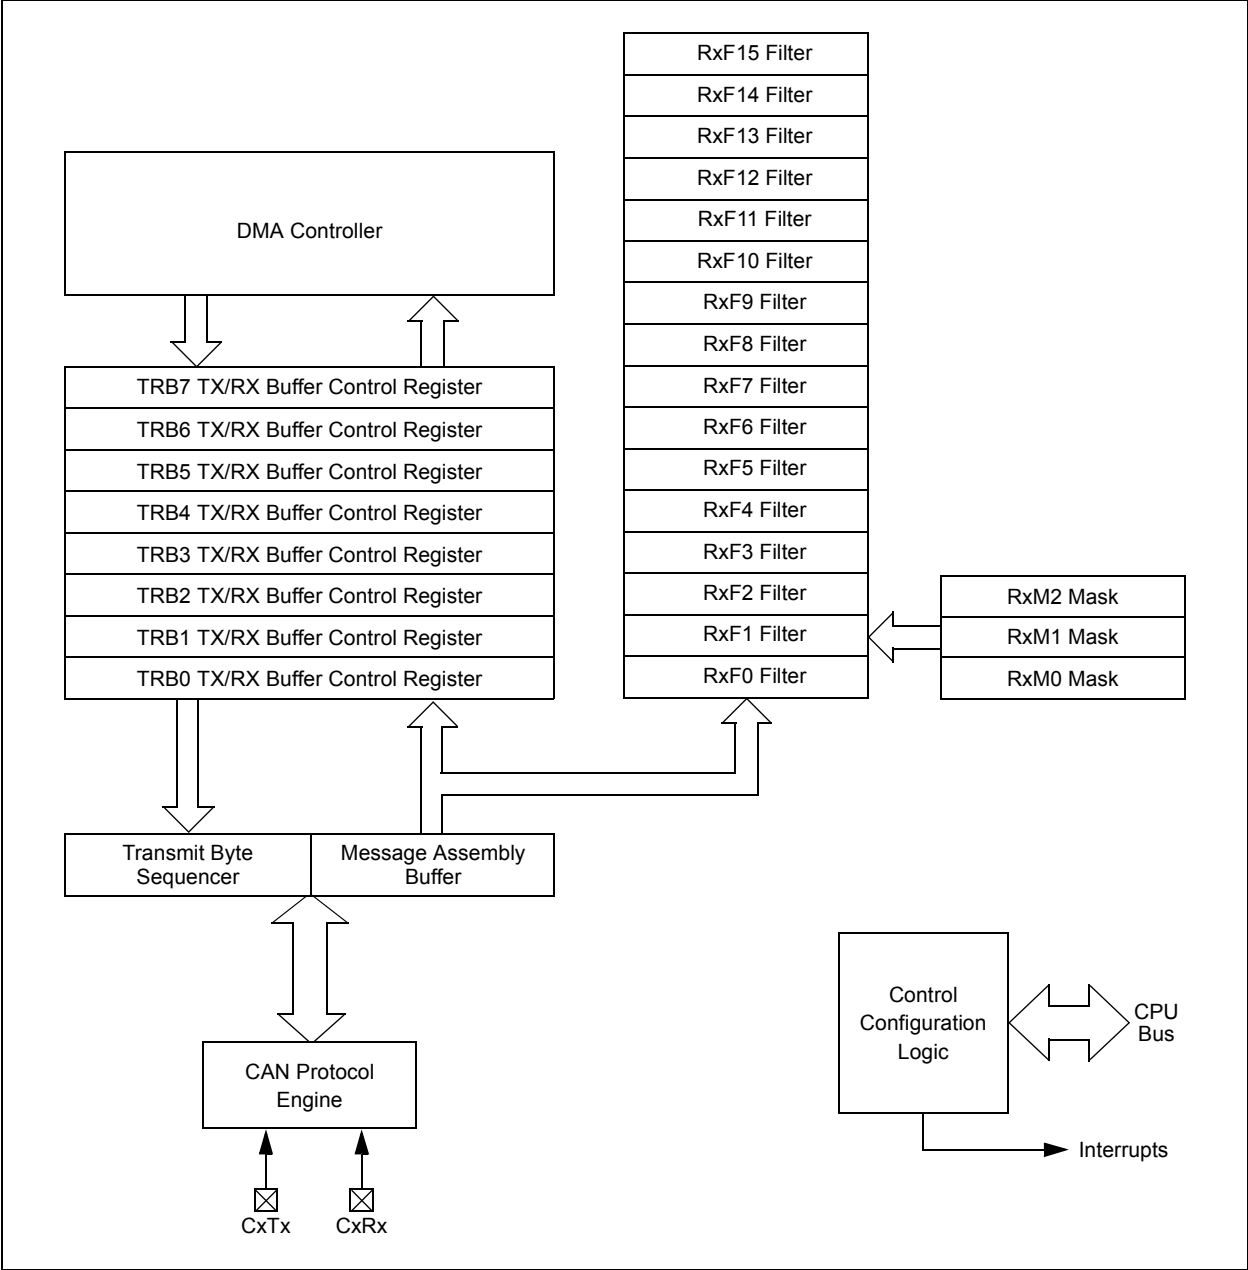 RxF15 Filter
RxF14 Filter
RxF13 Filter
RxF12 Filter
RxF11 Filter
RxF10 Filter
RxF9 Filter
RxF8 Filter
RxF7 Filter
RxF6 Filter
RxF5 Filter
RxF4 Filter
RxF3 Filter
RxF2 Filter
RxF1 Filter
RxF0 Filter
DMA Controller
TRB7 TX/RX Buffer Control Register
TRB6 TX/RX Buffer Control Register
TRB5 TX/RX Buffer Control Register
TRB4 TX/RX Buffer Control Register
TRB3 TX/RX Buffer Control Register
TRB2 TX/RX Buffer Control Register
TRB1 TX/RX Buffer Control Register
TRB0 TX/RX Buffer Control Register
RxM2 Mask
RxM1 Mask
RxM0 Mask
Transmit Byte
Sequencer
Message Assembly
Buffer
CAN Protocol
Engine
CxTx
CxRx
Control
Configuration
Logic
CPU
Bus
Interrupts